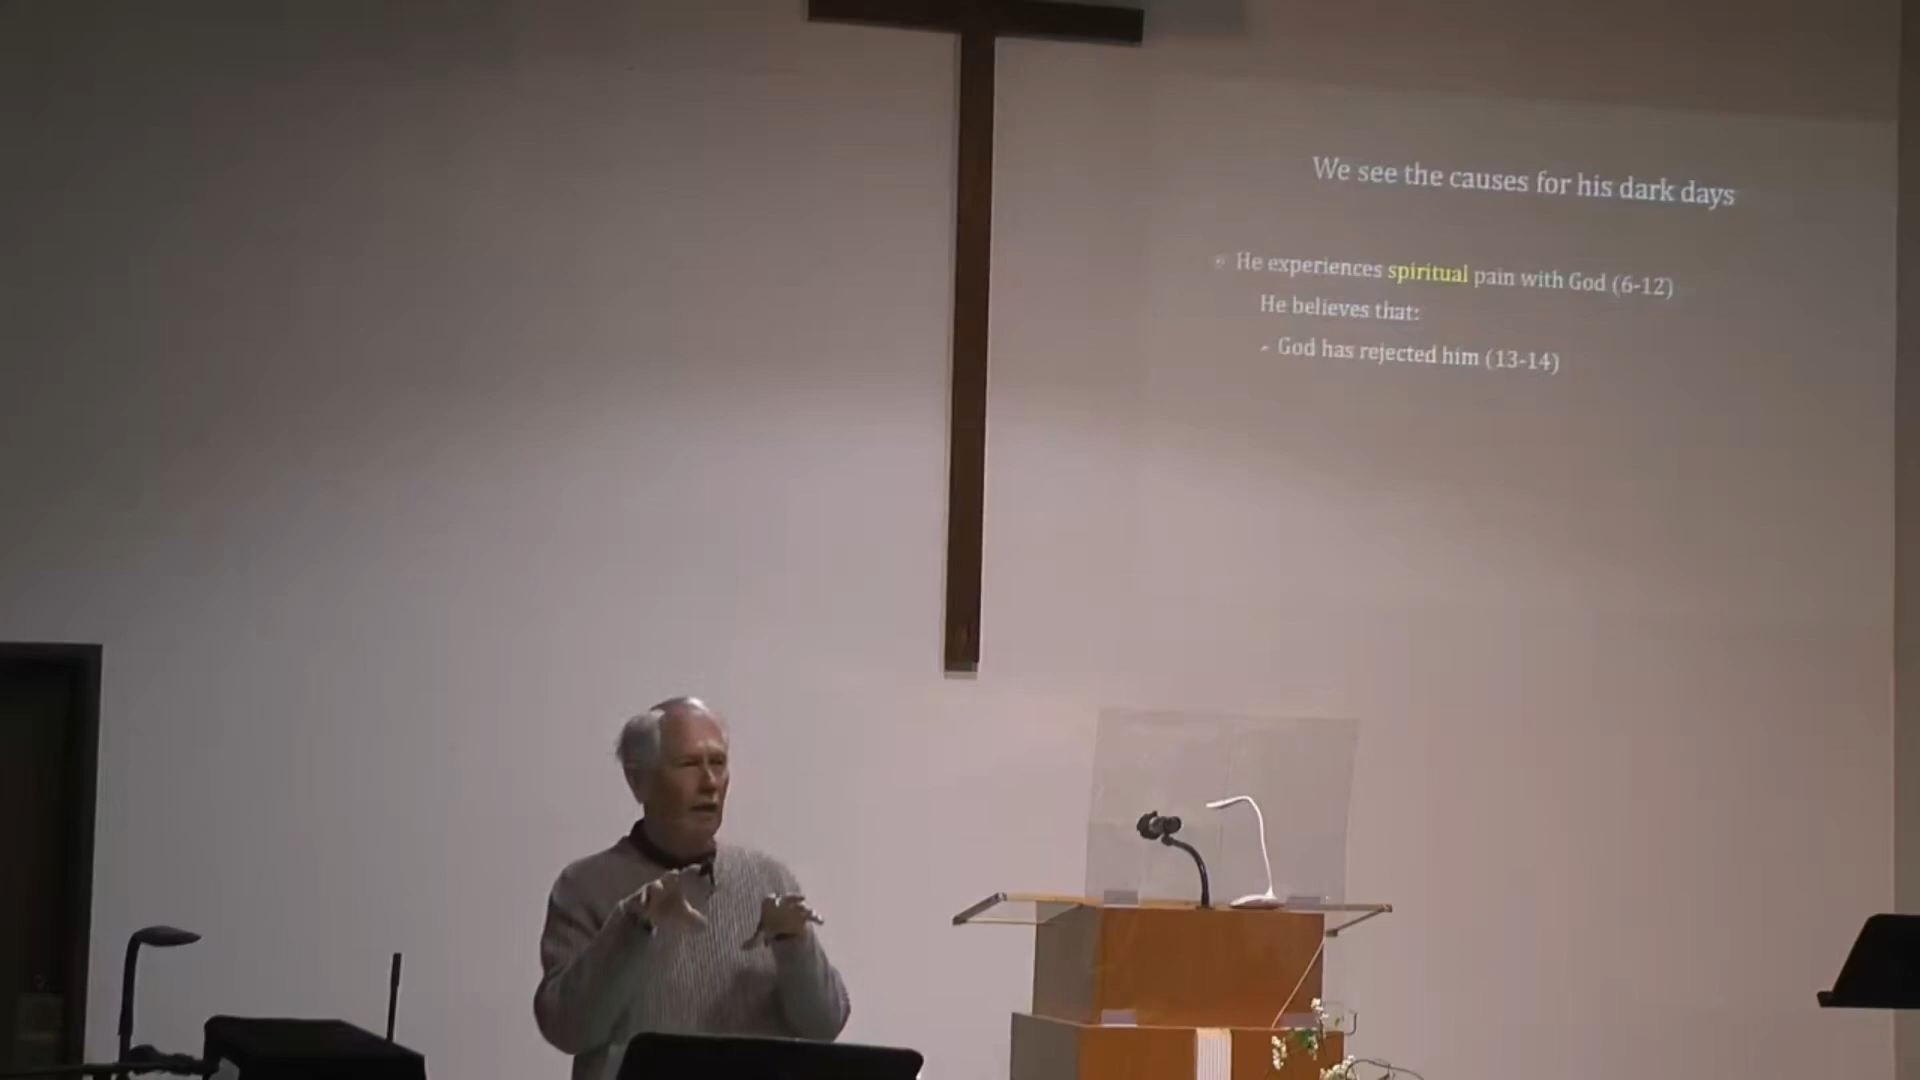 We see the causes for his dark days
He experiences spiritual pain with God (6-12)
He believes that:
- God has rejected him (13-14)